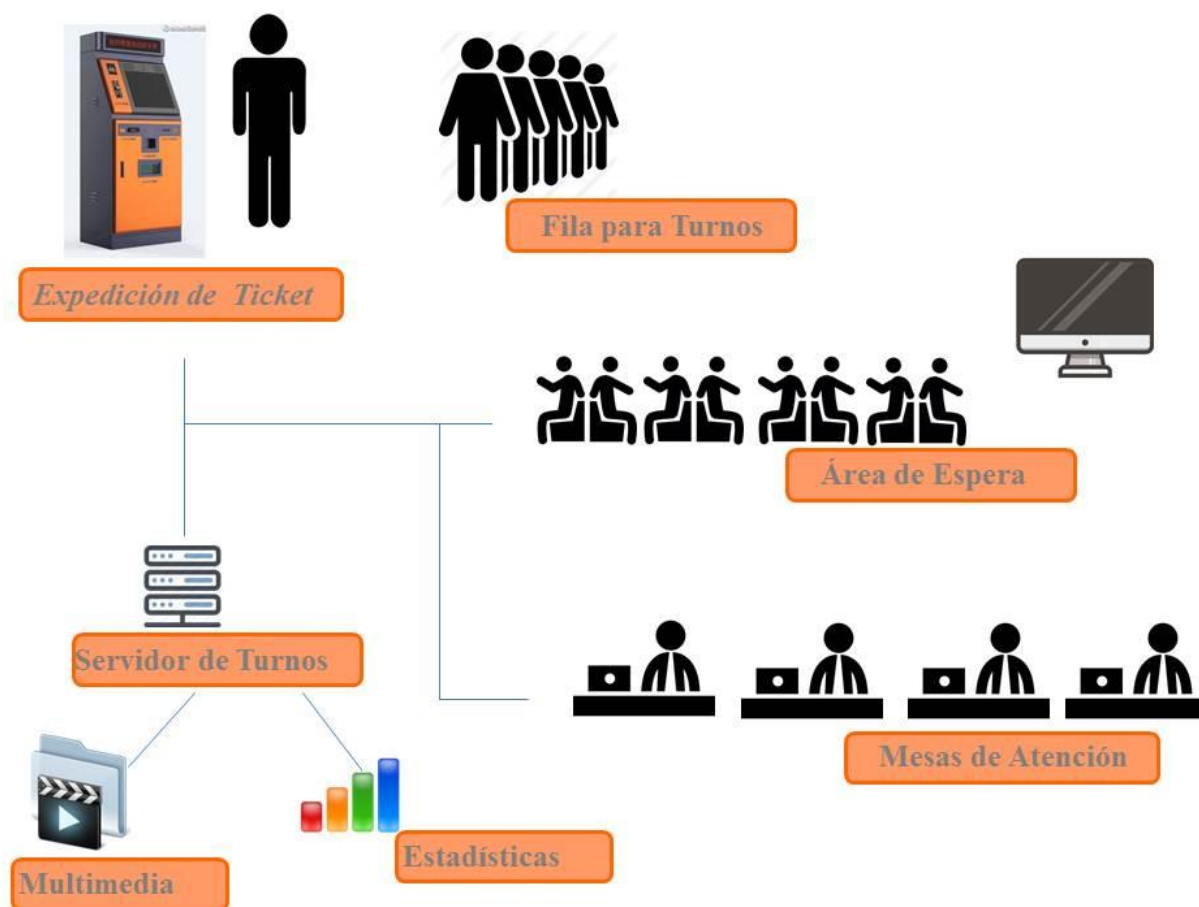 Fila para Turnos
Expedición de Ticket
Área de Espera
Servidor de Turnos
Mesas de Atención
Estadísticas
Multimedia